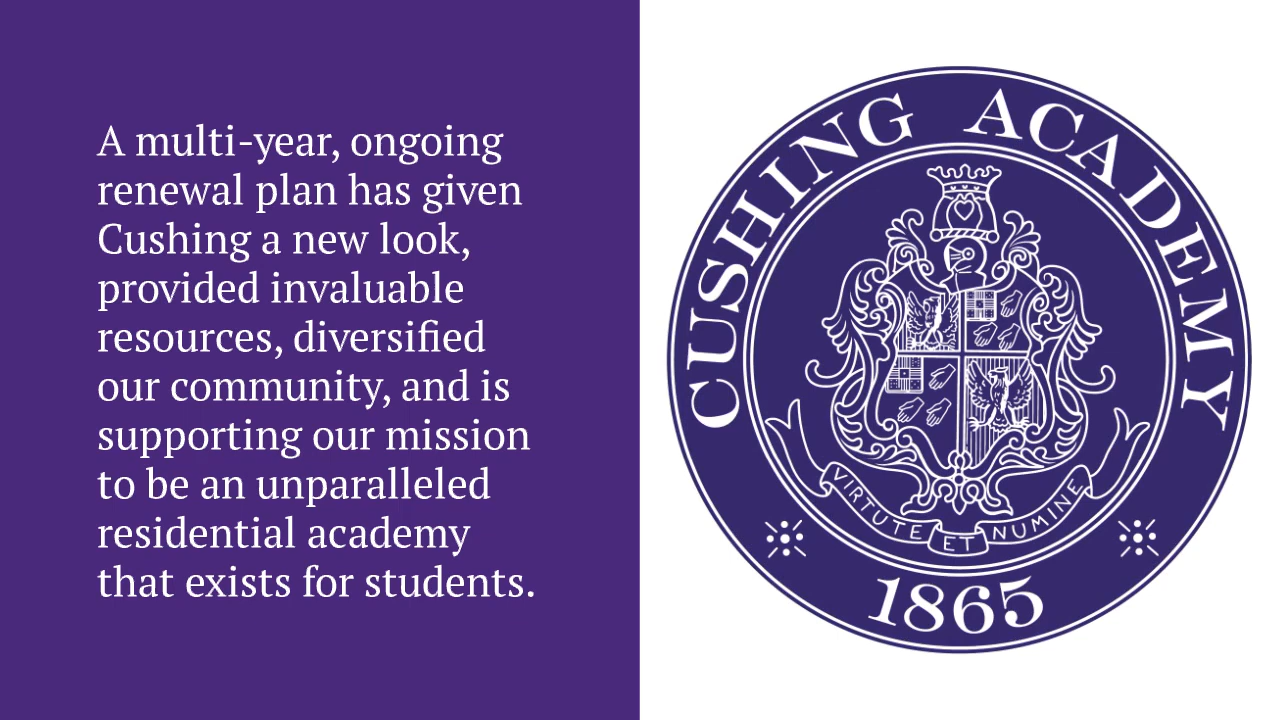 A multi-year, ongoing
renewal plan has given
Cushing a new look,
provided invaluable
resources, diversified
our community, and is
supporting our mission
to be an unparalleled
residential academy
that exists for students.
CUSHING ACADEMY
VIRTUTE ET NUMINE
1865